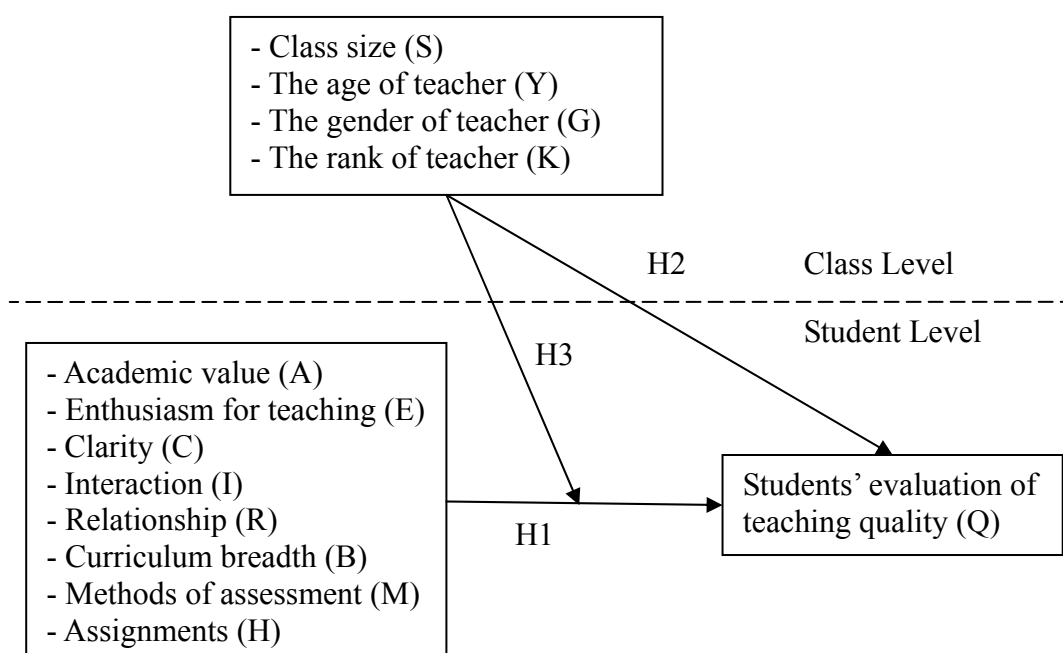 - Class size (S)
- The age of teacher (Y)
- The gender of teacher (G)
- The rank of teacher (K)
H2
Class Level
Student Level
H3
- Academic value (A)
- Enthusiasm for teaching (E)
- Clarity (C)
- Interaction (I)
- Relationship (R)
- Curriculum breadth (B)
- Methods of assessment (M)
- Assignments (H)
H1
Students’ evaluation of
teaching quality (Q)